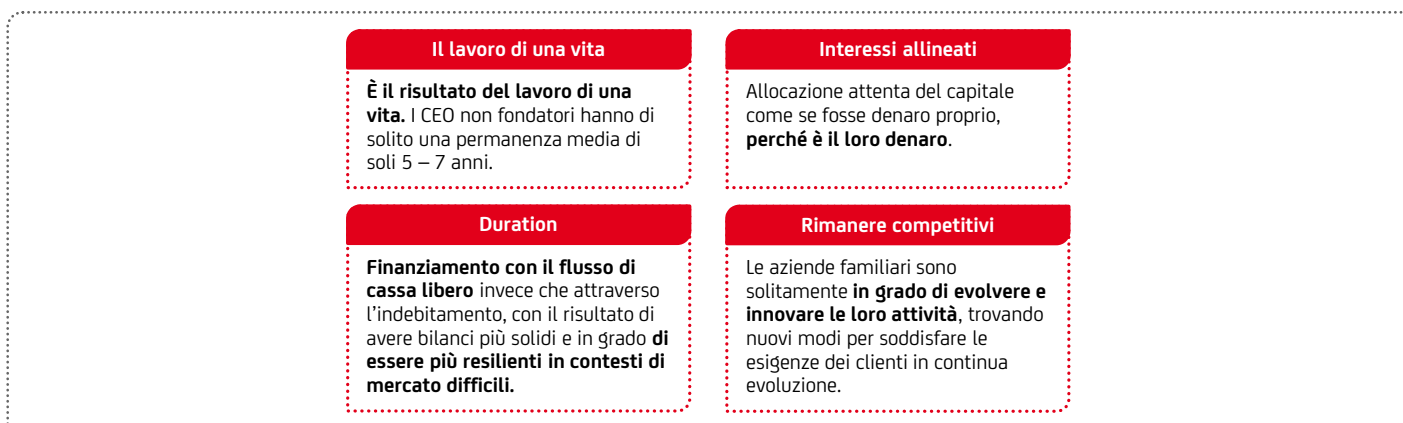 Il lavoro di una vita
È il risultato del lavoro di una
vita. I CEO non fondatori hanno di
solito una permanenza media di
soli 5 – 7 anni.
Interessi allineati
Allocazione attenta del capitale
come se fosse denaro proprio,
perché è il loro denaro.
Duration
Finanziamento con il flusso di
cassa libero invece che attraverso
l’indebitamento, con il risultato di
avere bilanci più solidi e in grado di
essere più resilienti in contesti di
mercato difficili.
Rimanere competitivi
Le aziende familiari sono
solitamente in grado di evolvere e
innovare le loro attività, trovando
nuovi modi per soddisfare le
esigenze dei clienti in continua
evoluzione.